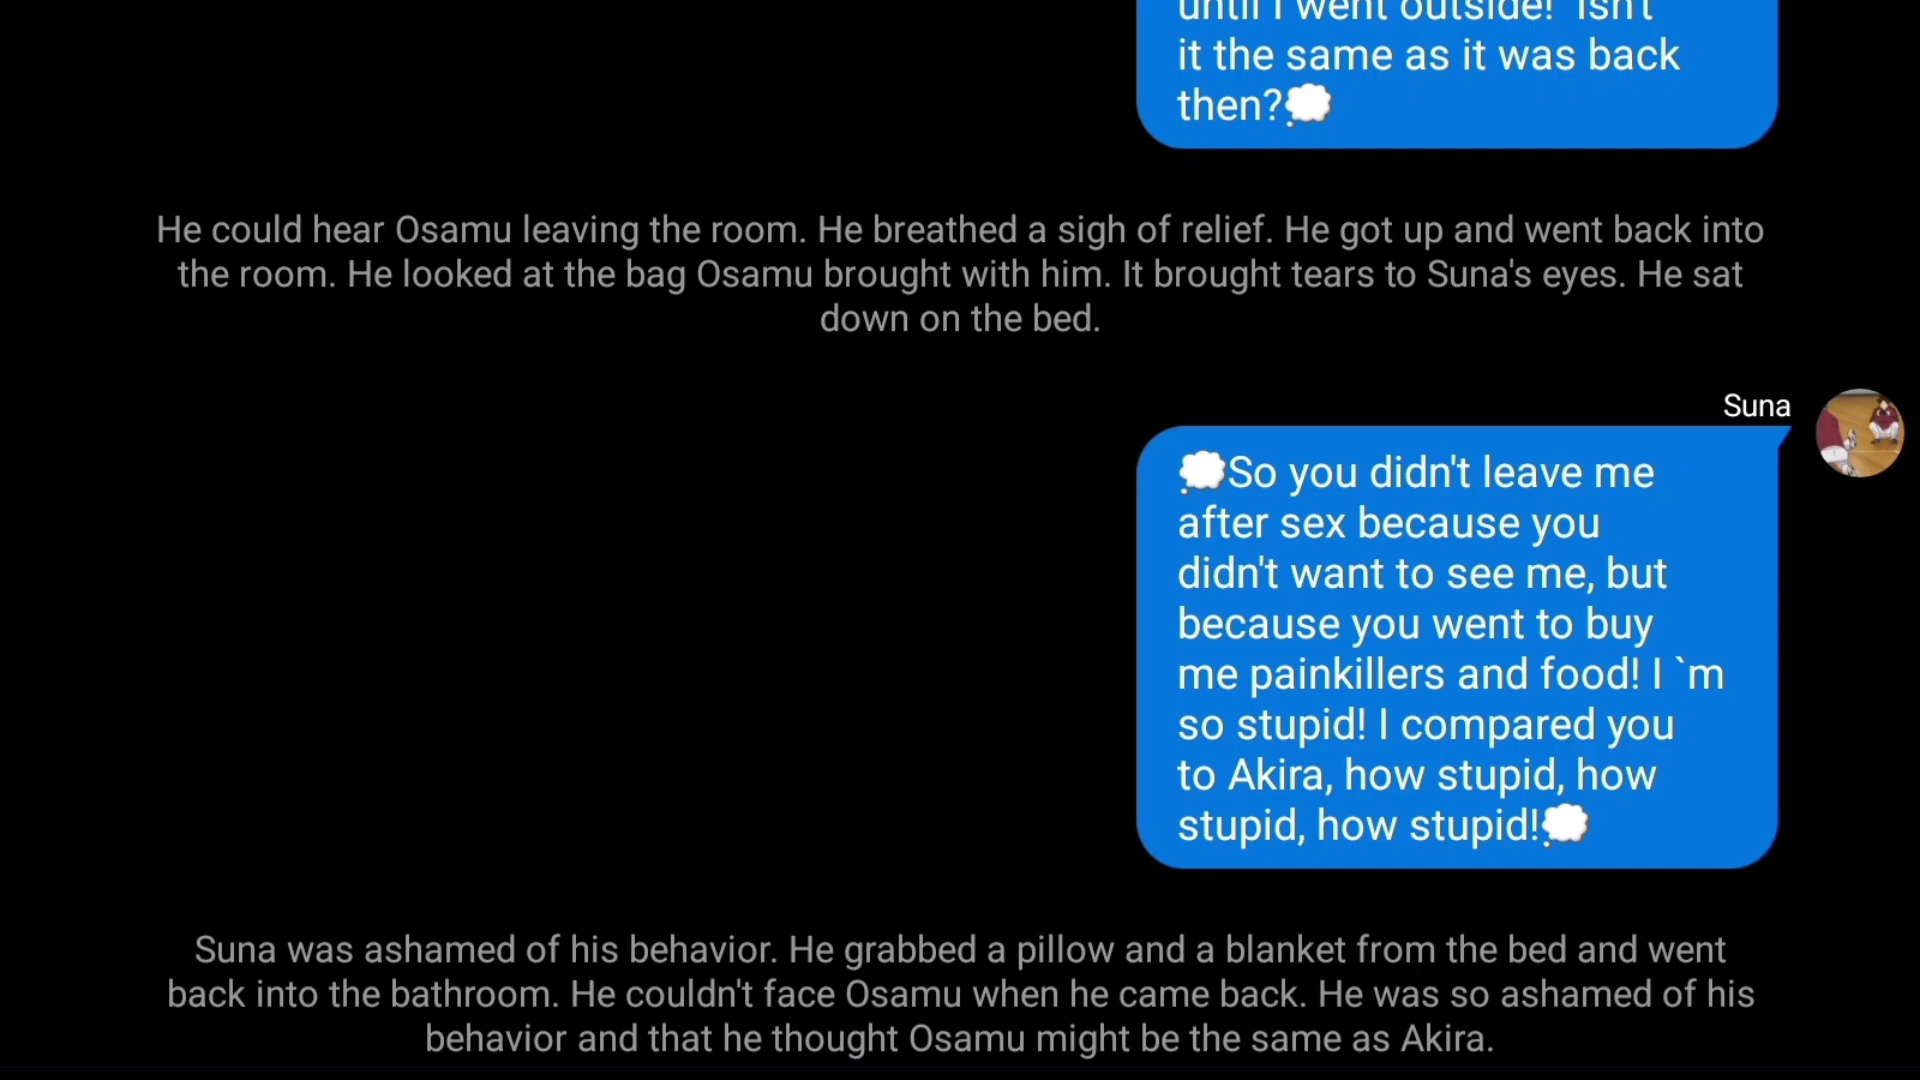 until I went outside! Isn't
it the same as it was back
then?💭
He could hear Osamu leaving the room. He breathed a sigh of relief. He got up and went back into
the room. He looked at the bag Osamu brought with him. It brought tears to Suna's eyes. He sat
down on the bed.
Suna
💭So you didn't leave me
after sex because you
didn't want to see me, but
because you went to buy
me painkillers and food! I `m
so stupid! I compared you
to Akira, how stupid, how
stupid, how stupid!💭
Suna was ashamed of his behavior. He grabbed a pillow and a blanket from the bed and went
back into the bathroom. He couldn't face Osamu when he came back. He was so ashamed of his
behavior and that he thought Osamu might be the same as Akira.